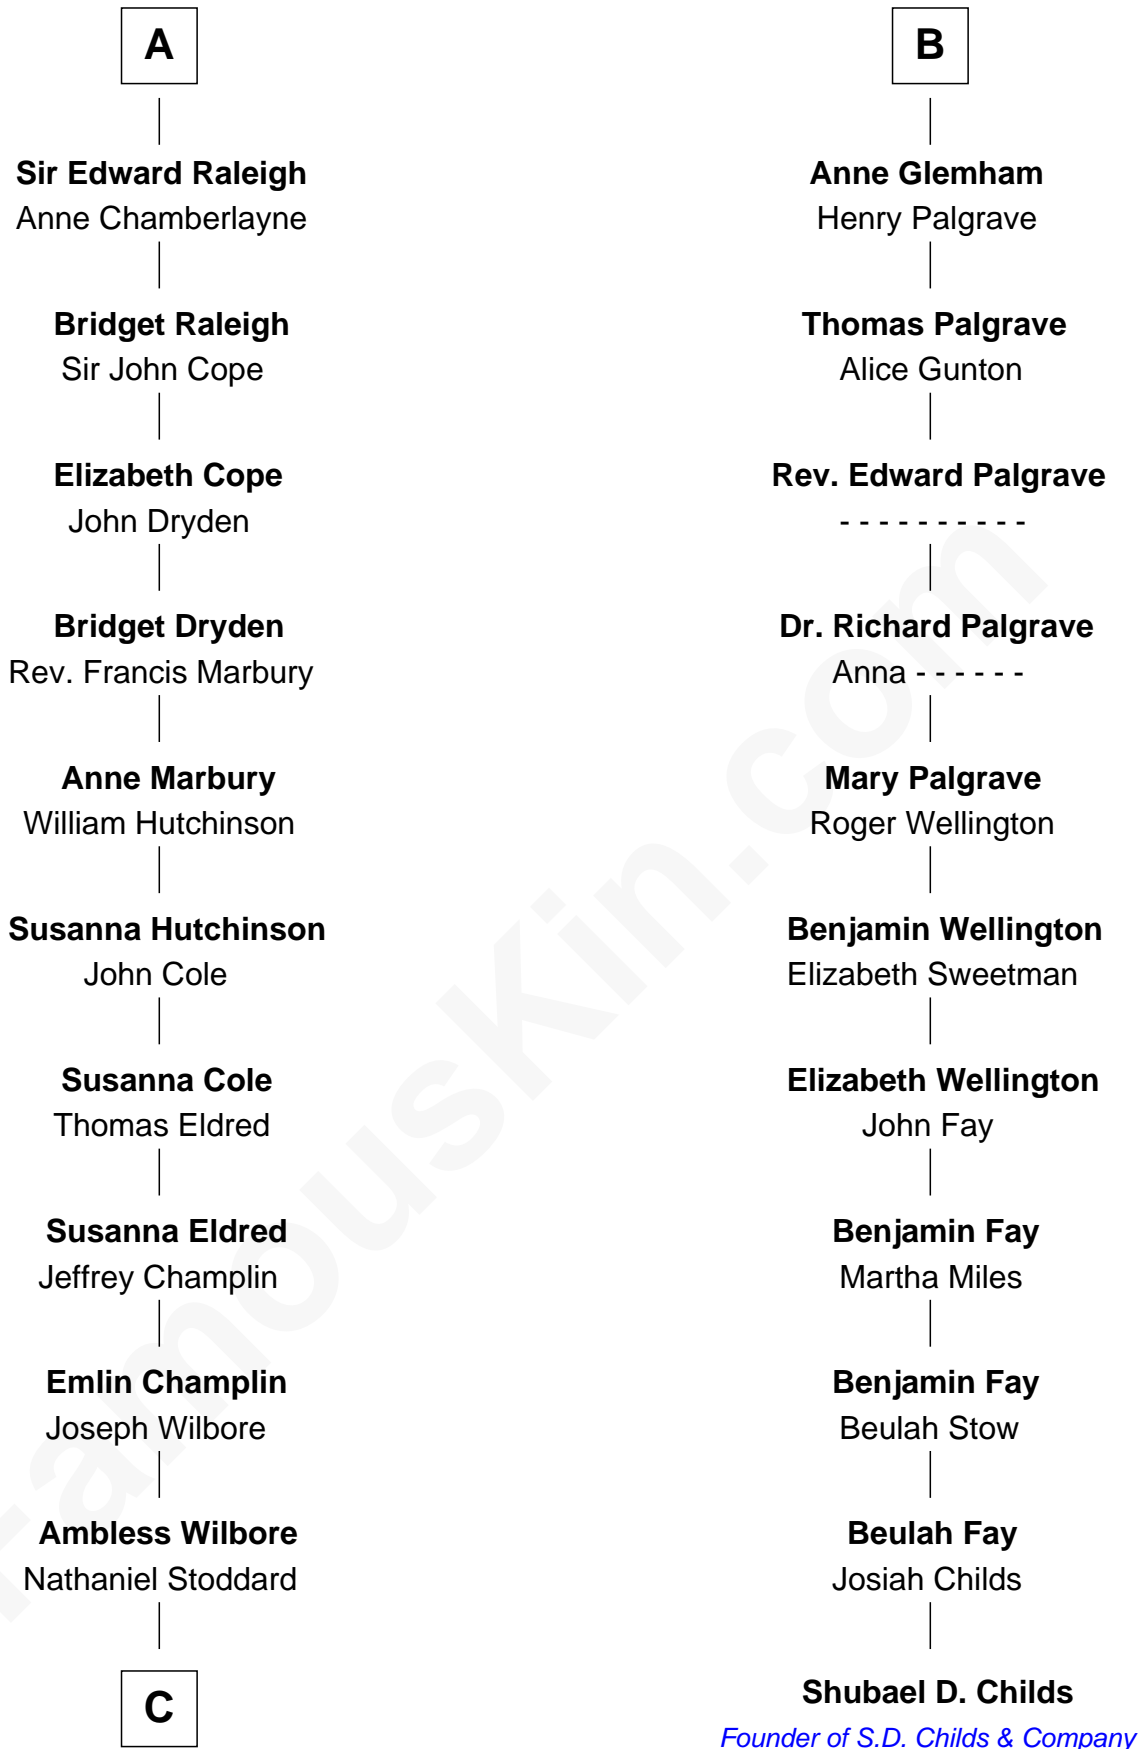 A
Sir Edward Raleigh
Anne Chamberlayne
Bridget Raleigh
Sir John Cope
Elizabeth Cope
John Dryden
Bridget Dryden
Rev. Francis Marbury
Anne Marbury
William Hutchinson
Susanna Hutchinson
John Cole
Susanna Cole
Thomas Eldred
Susanna Eldred
Jeffrey Champlin
Emlin Champlin
Joseph Wilbore
Ambless Wilbore
Nathaniel Stoddard
C
B
Anne Glemham
Henry Palgrave
Thomas Palgrave
Alice Gunton
Rev. Edward Palgrave
- - - - - - - - - -
Dr. Richard Palgrave
Anna - - - - - -
Mary Palgrave
Roger Wellington
Benjamin Wellington
Elizabeth Sweetman
Elizabeth Wellington
John Fay
Benjamin Fay
Martha Miles
Benjamin Fay
Beulah Stow
Beulah Fay
Josiah Childs
Shubael D. Childs
Founder of S.D. Childs & Company
FamousKin.com